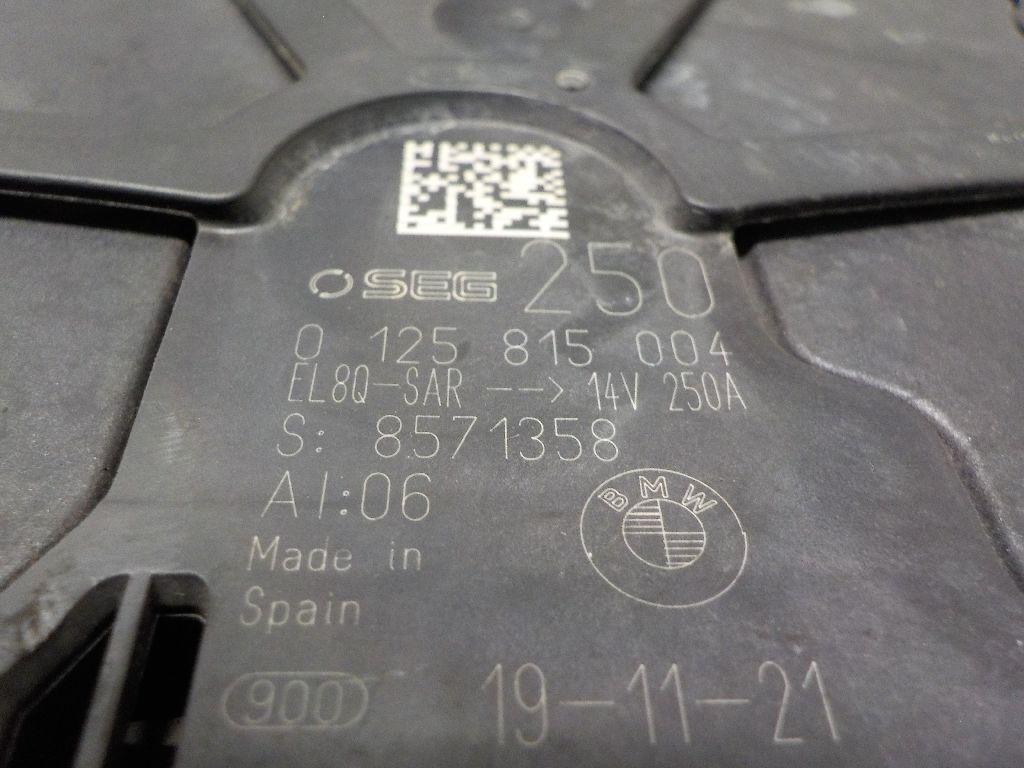 SEG 250
0 125 815 004
EL8Q-SAR --> 14V 250A
S: 8571358
AI:06
BMW
Made in
Spain
900 19-11-21